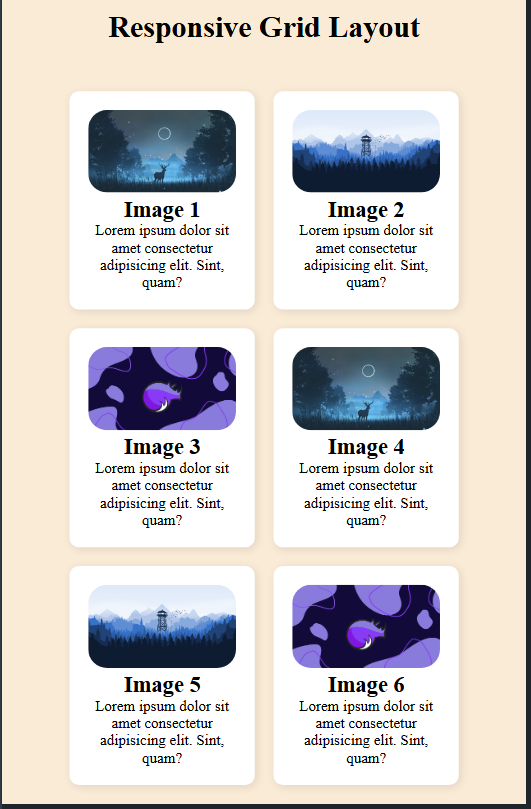 Responsive Grid Layout
Image 1
Lorem ipsum dolor sit
amet consectetur
adipisicing elit. Sint,
quam?
Image 2
Lorem ipsum dolor sit
amet consectetur
adipisicing elit. Sint,
quam?
Image 3
Lorem ipsum dolor sit
amet consectetur
adipisicing elit. Sint,
quam?
Image 4
Lorem ipsum dolor sit
amet consectetur
adipisicing elit. Sint,
quam?
Image 5
Lorem ipsum dolor sit
amet consectetur
adipisicing elit. Sint,
quam?
Image 6
Lorem ipsum dolor sit
amet consectetur
adipisicing elit. Sint,
quam?